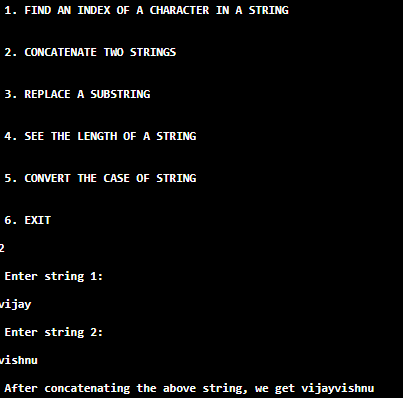 1. FIND AN INDEX OF A CHARACTER IN A STRING
2. CONCATENATE TWO STRINGS
3. REPLACE A SUBSTRING
4. SEE THE LENGTH OF A STRING
5. CONVERT THE CASE OF STRING
6. EXIT
2
Enter string 1:
vijay
Enter string 2:
vishnu
After concatenating the above string, we get vijayvishnu